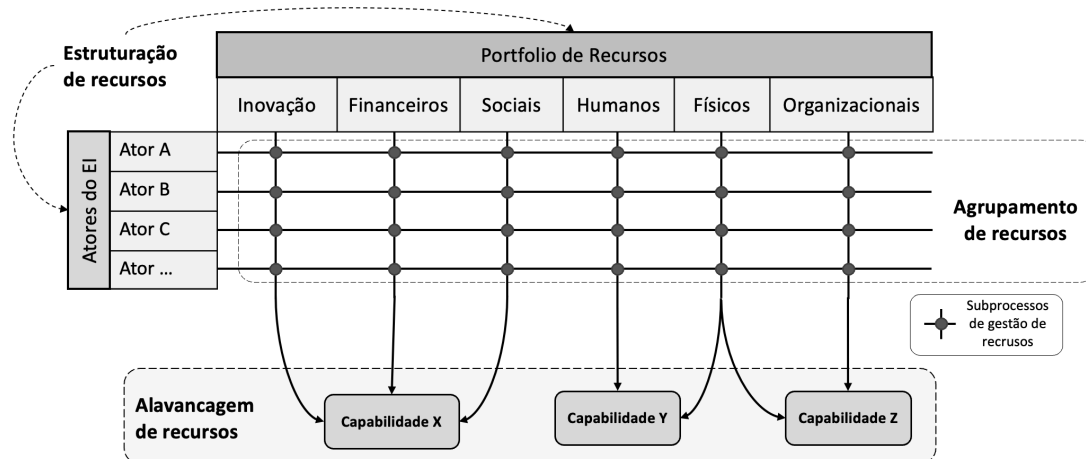 Estruturação
de recursos
Portfolio de Recursos
Inovação
Financeiros
Sociais
Humanos
Físicos
Organizacionais
Atores do EI
Ator A
Ator B
Ator C
Ator ...
Agrupamento
de recursos
Subprocessos
de gestão de
recrusos
Alavancagem
de recursos
Capabilidade X
Capabilidade Y
Capabilidade Z